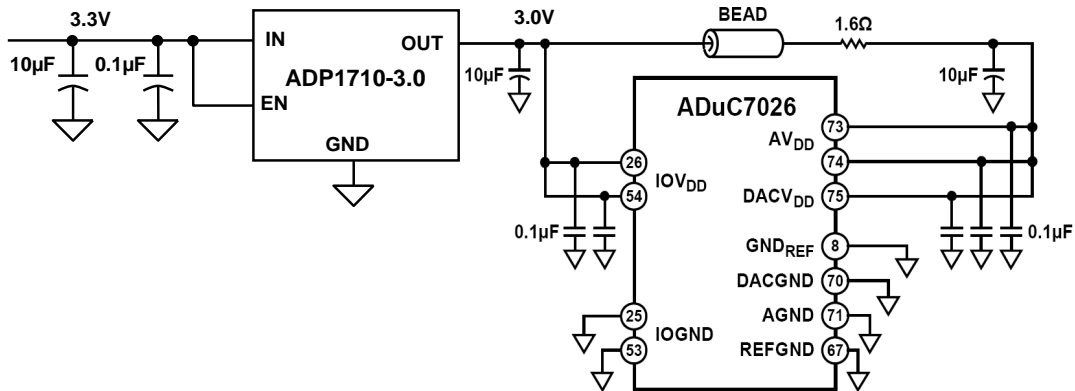 3.3V
10µF
0.1µF
IN
EN
OUT
ADP1710-3.0
GND
3.0V
10µF
BEAD
1.6Ω
10µF
ADuC7026
26
54
IOVDD
0.1µF
25
53
IOGND
73
AVDD
74
DACVDD
75
0.1µF
GNDREF
8
DACGND
70
AGND
71
REFGND
67